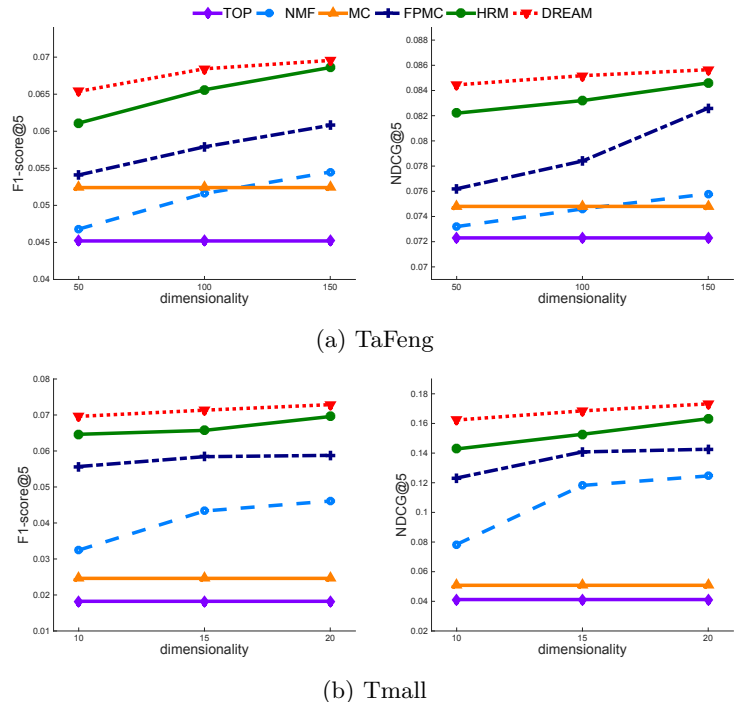 TOP NMF MC FPMC HRM DREAM
F1-score@5
0.07
0.065
0.06
0.055
0.05
0.045
0.04
50 100 150
dimensionality
NDCG@5
0.088
0.086
0.084
0.082
0.08
0.078
0.076
0.074
0.072
0.07
50 100 150
dimensionality
(a) TaFeng
F1-score@5
0.08
0.07
0.06
0.05
0.04
0.03
0.02
0.01
10 15 20
dimensionality
NDCG@5
0.18
0.16
0.14
0.12
0.1
0.08
0.06
0.04
0.02
10 15 20
dimensionality
(b) Tmall